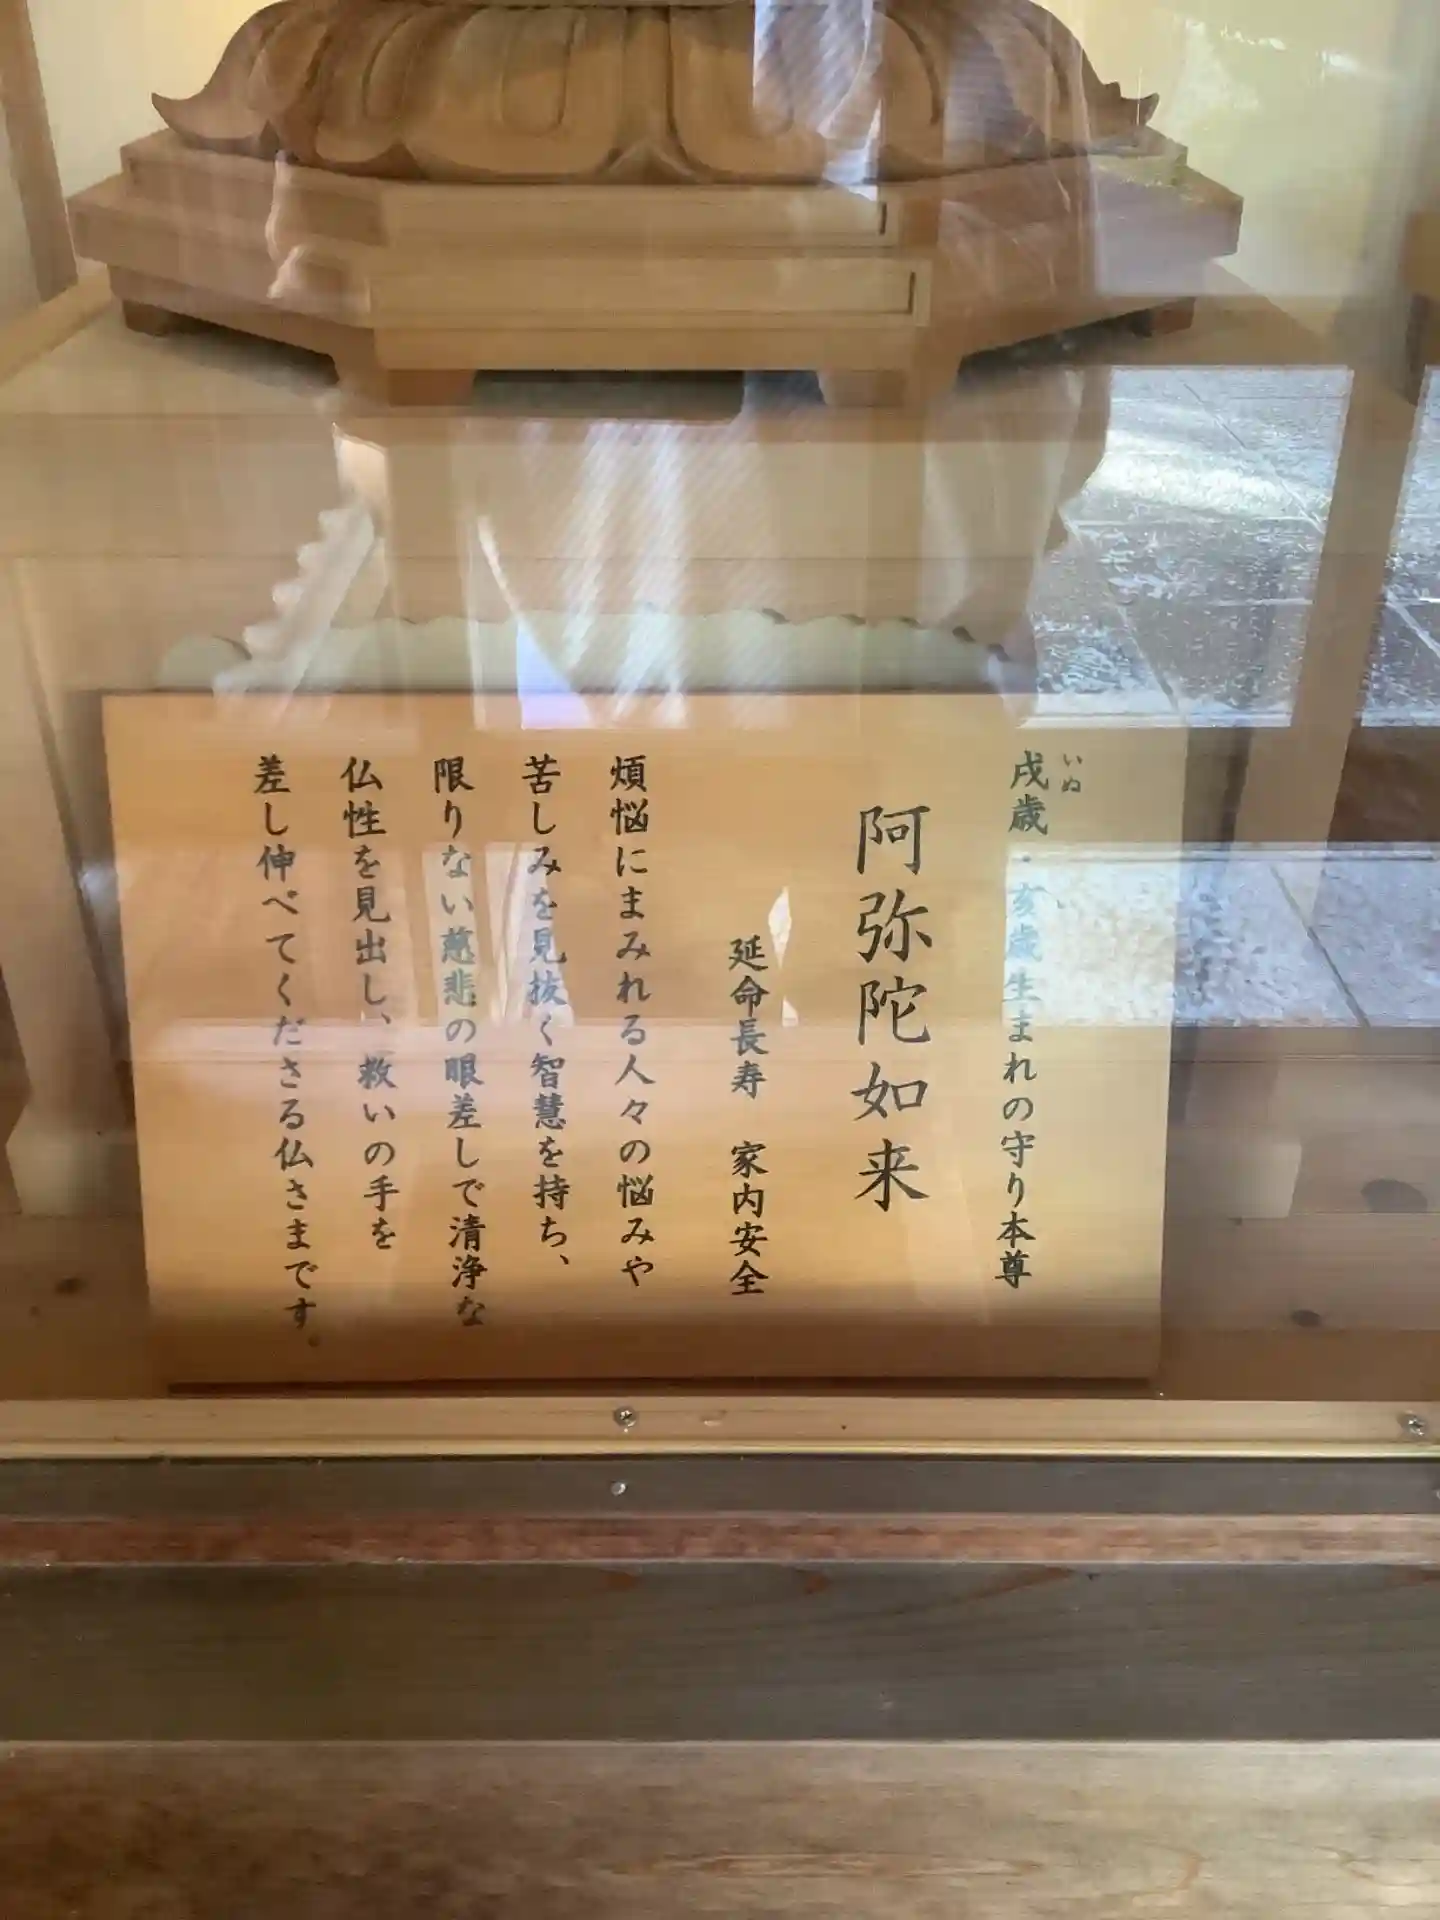 戌歳・亥歳生まれの守り本尊
いぬ
阿弥陀如来
延命長寿　家内安全
煩悩にまみれる人々の悩みや
苦しみを見抜く智慧を持ち、
限りない慈悲の眼差しで清浄な
仏性を見出し、救いの手を
差し伸べてくださる仏さまです。